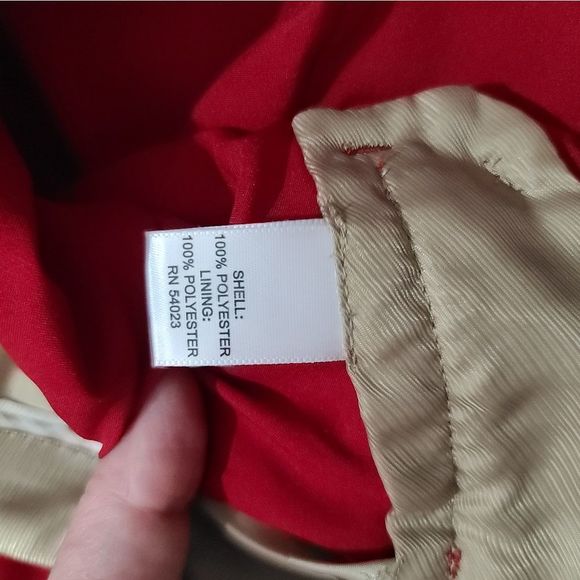 SHELL:
100% POLYESTER
LINING:
100% POLYESTER
RN 54023